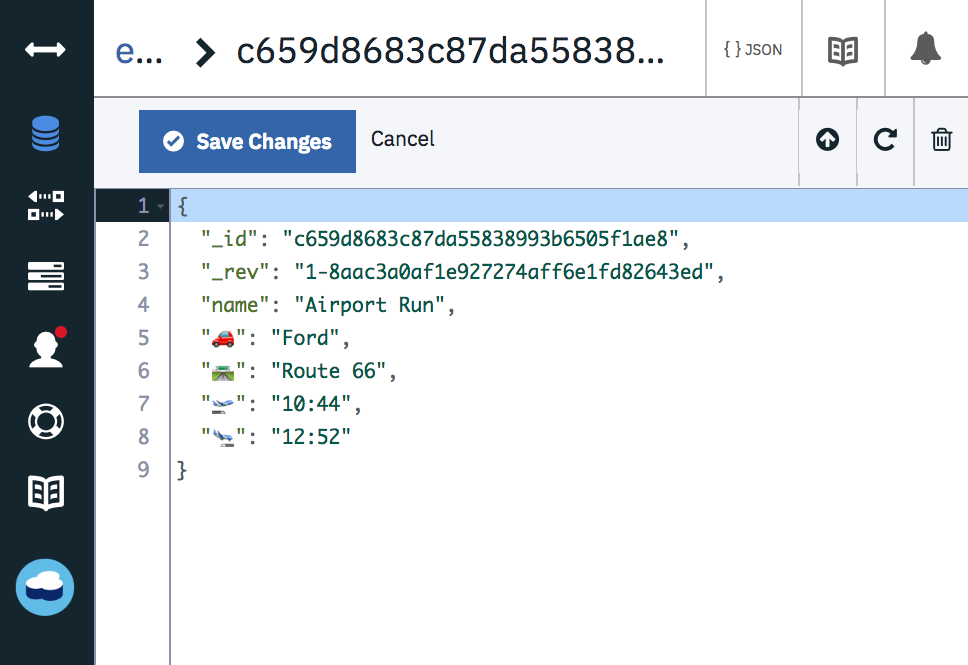 e... > c659d8683c87da55838...
{ } JSON
Save Changes
Cancel
1 {
2 "_id": "c659d8683c87da55838993b6505f1ae8",
3 "_rev": "1-8aac3a0af1e927274aff6e1fd82643ed",
4 "name": "Airport Run",
5 "🚗": "Ford",
6 "🛣️": "Route 66",
7 "🛫": "10:44",
8 "🛬": "12:52"
9 }